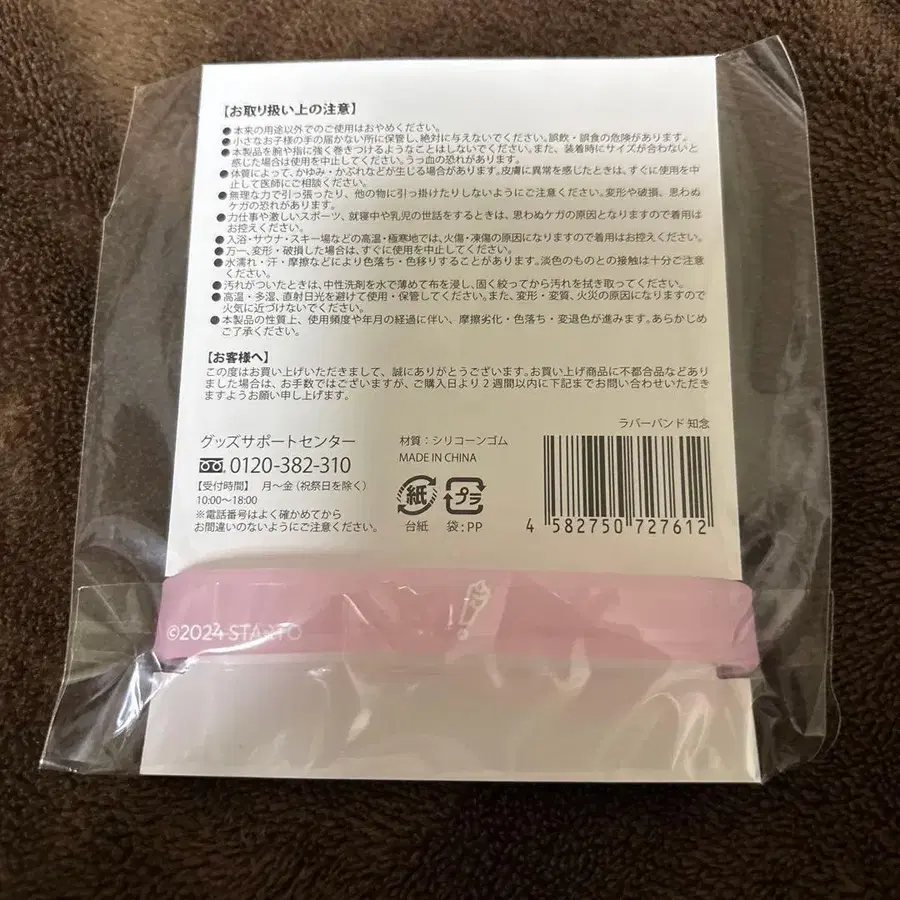 【お取り扱い上の注意】
●本来の用途以外でのご使用はおやめください。
●小さなお子様の手の届かない所に保管し、絶対に与えないでください。誤飲・誤食の危険があります。
●本製品を腕や指に強く巻きつけるようなことはしないでください。また、装着時にサイズが合わないと
感じた場合は使用を中止してください。うっ血の恐れがあります。
●体質によって、かゆみ・かぶれなどが生じる場合があります。皮膚に異常を感じたときは、すぐに使用を中
止して医師にご相談ください。
●無理な力で引っ張ったり、他の物に引っ掛けたりしないようにご注意ください。変形や破損、思わぬ
ケガの恐れがあります。
●力仕事や激しいスポーツ、就寝中や乳児の世話をするときは、思わぬケガの原因となりますので着用は
お控えください。
●入浴・サウナ・スキー場などの高温・極寒地では、火傷・凍傷の原因になりますので着用はお控えください。
●万一、変形・破損した場合は、すぐに使用を中止してください。
●水濡れ・汗・摩擦などにより色落ち・色移りすることがあります。淡色のものとの接触は十分ご注意
ください。
●汚れがついたときは、中性洗剤を水で薄めて布を浸し、固く絞ってから汚れを拭き取ってください。
●高温・多湿、直射日光を避けて使用・保管してください。また、変形・変質、火災の原因になりますので
火気に近づけないでください。
●本製品の性質上、使用頻度や年月の経過に伴い、摩擦劣化・色落ち・変退色が進みます。あらかじめ
ご了承ください。
【お客様へ】
この度はお買い上げいただきまして、誠にありがとうございます。お買い上げ商品に不都合品などあり
ました場合は、お手数ではございますが、ご購入日より2週間以内に下記までお問い合わせいただき
ますようお願い申し上げます。
グッズサポートセンター
0120-382-310
【受付時間】 月〜金(祝祭日を除く)
10:00〜18:00
※電話番号はよく確かめてから
お間違いのないようにご注意ください。
材質:シリコーンゴム
MADE IN CHINA
紙
プラ
台紙 袋:PP
ラバーバンド 知念
4 582750 727612
©2024 STARTO